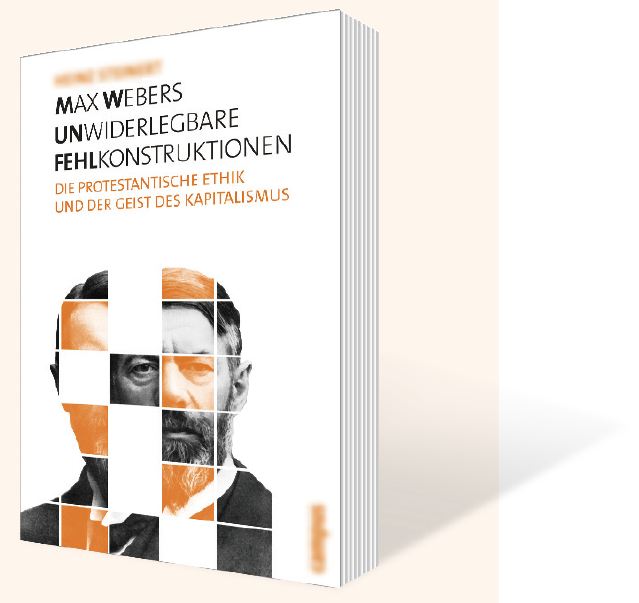 MAX WEBERS
UNWIDERLEGBARE
FEHLKONSTRUKTIONEN
DIE PROTESTANTISCHE ETHIK
UND DER GEIST DES KAPITALISMUS